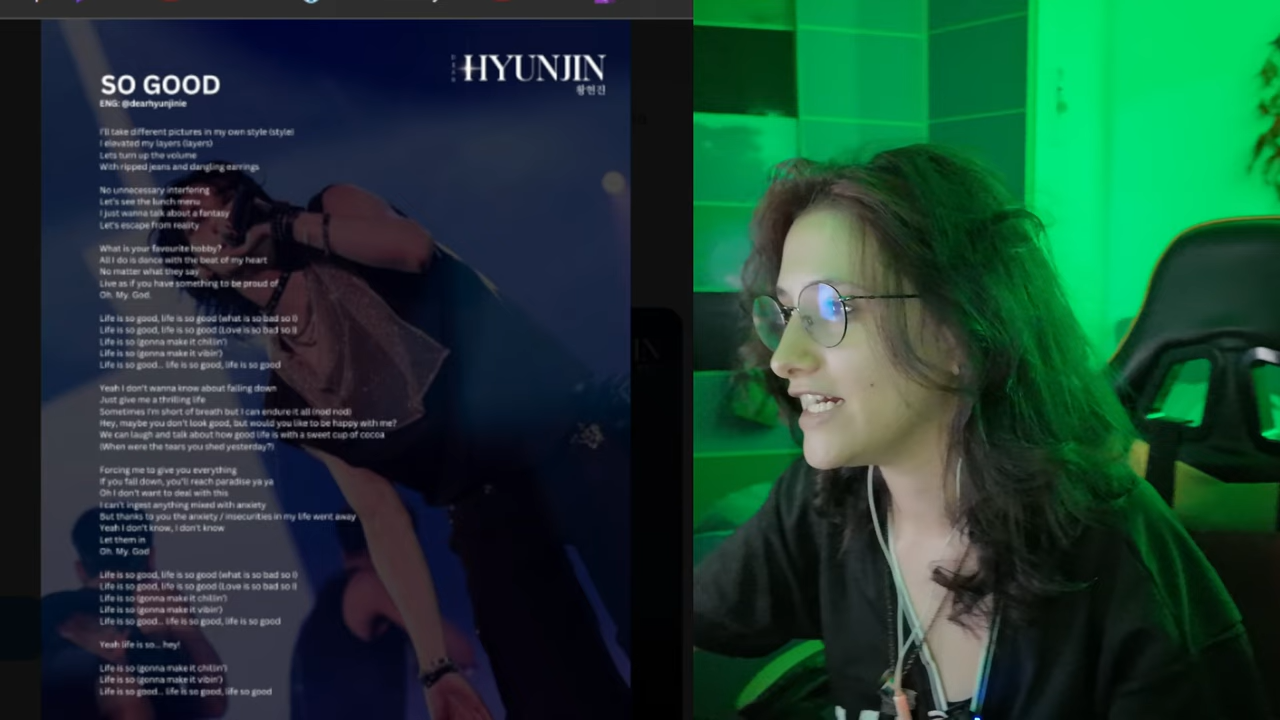 HYUNJIN
황현진
SO GOOD
ENG: @dearhyunjinie
I'll take different pictures in my own style (style)
I elevated my layers (layers)
Lets turn up the volume
With ripped jeans and dangling earrings
No unnecessary interfering
Let's see the lunch menu
I just wanna talk about a fantasy
Let's escape from reality
What is your favourite hobby?
All I do is dance with the beat of my heart
No matter what they say
Live as if you have something to be proud of
Oh. My. God.
Life is so good, life is so good (what is so bad so I)
Life is so good, life is so good (Love is so bad so I)
Life is so (gonna make it chillin')
Life is so (gonna make it vibin')
Life is so good... life is so good, life is so good
Yeah I don't wanna know about falling down
Just give me a thrilling life
Sometimes I'm short of breath but I can endure it all (nod nod)
Hey, maybe you don't look good, but would you like to be happy with me?
We can laugh and talk about how good life is with a sweet cup of cocoa
(When were the tears you shed yesterday?)
Forcing me to give you everything
If you fall down, you'll reach paradise ya ya
Oh I don't want to deal with this
I can't ingest anything mixed with anxiety
But thanks to you the anxiety / insecurities in my life went away
Yeah I don't know, I don't know
Let them in
Oh. My. God
Life is so good, life is so good (what is so bad so I)
Life is so good, life is so good (Love is so bad so I)
Life is so (gonna make it chillin')
Life is so (gonna make it vibin')
Life is so good... life is so good, life is so good
Yeah life is so... hey!
Life is so (gonna make it chillin')
Life is so (gonna make it vibin')
Life is so good... life is so good, life so good